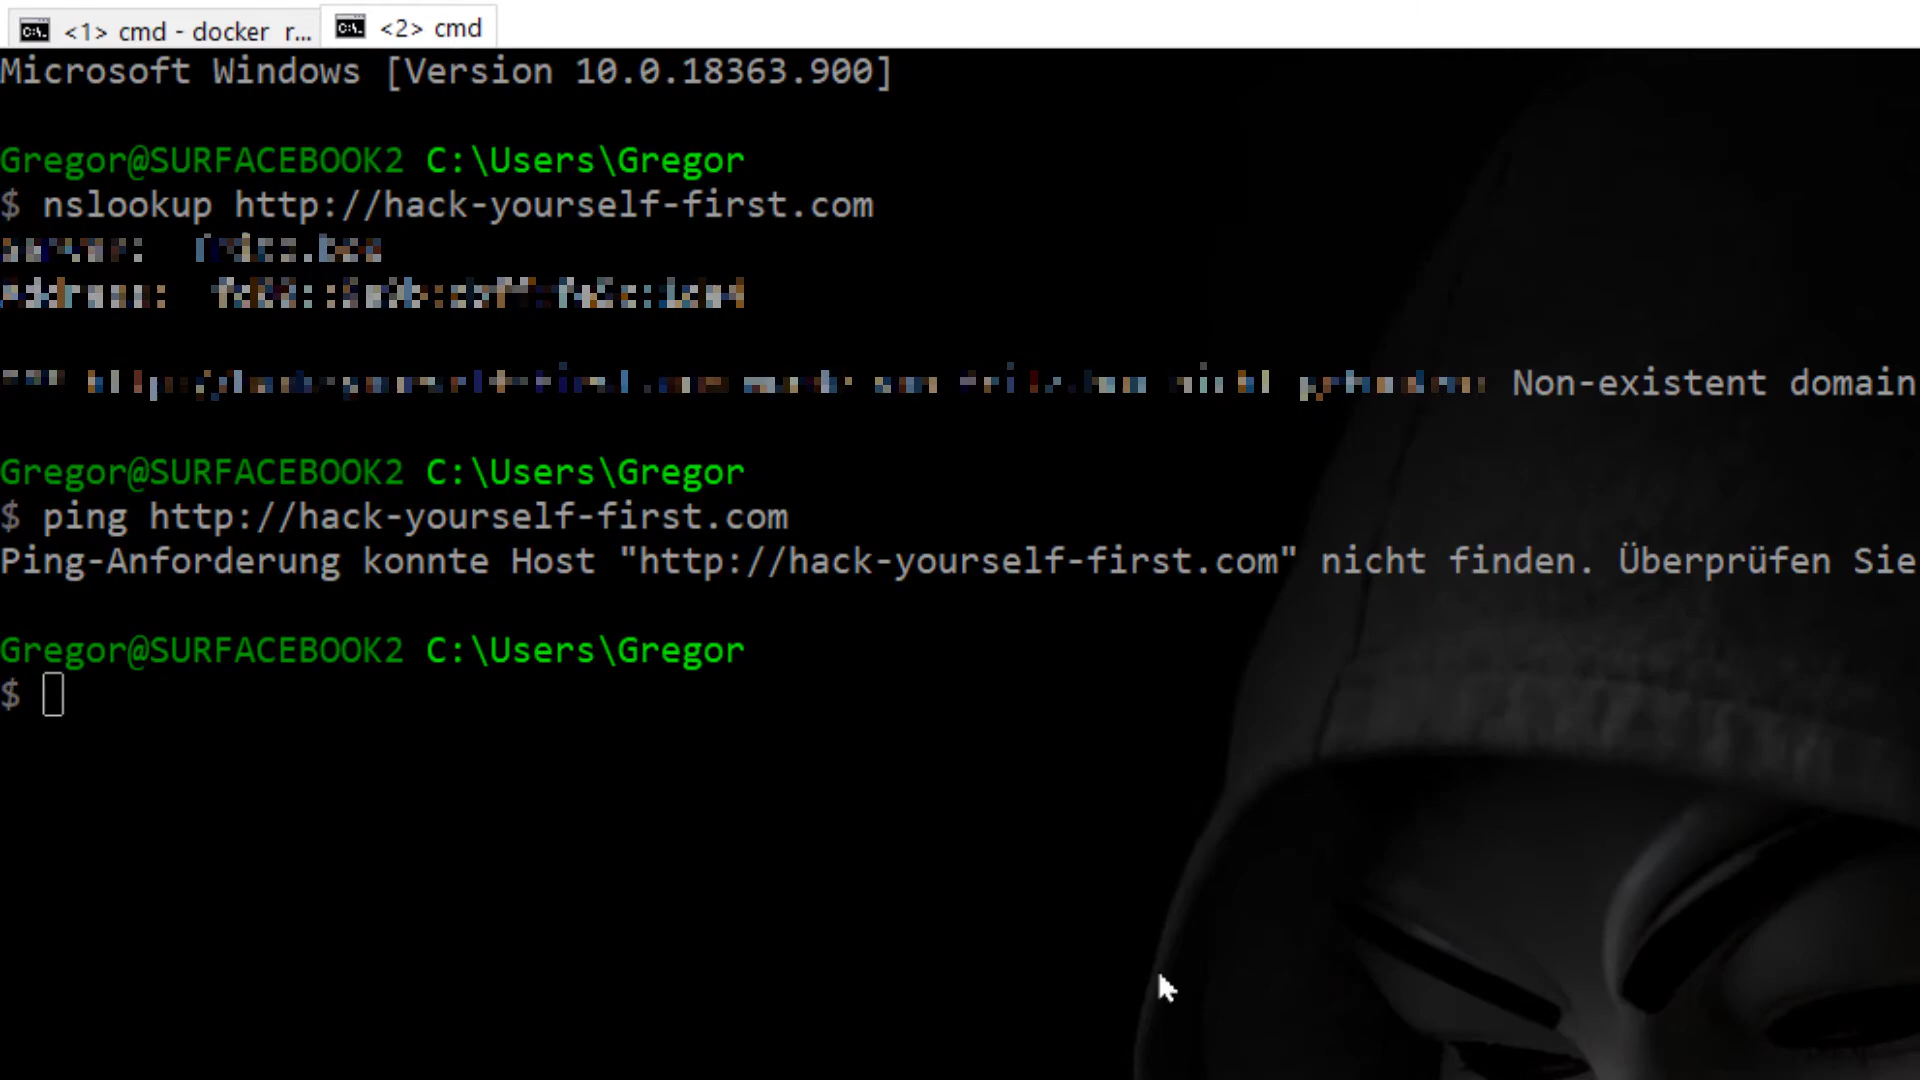 <1> cmd - docker r...
<2> cmd
Microsoft Windows [Version 10.0.18363.900]
Gregor@SURFACEBOOK2 C:\Users\Gregor
$ nslookup http://hack-yourself-first.com
Non-existent domain
Gregor@SURFACEBOOK2 C:\Users\Gregor
$ ping http://hack-yourself-first.com
Ping-Anforderung konnte Host "http://hack-yourself-first.com" nicht finden. Überprüfen Sie
Gregor@SURFACEBOOK2 C:\Users\Gregor
$